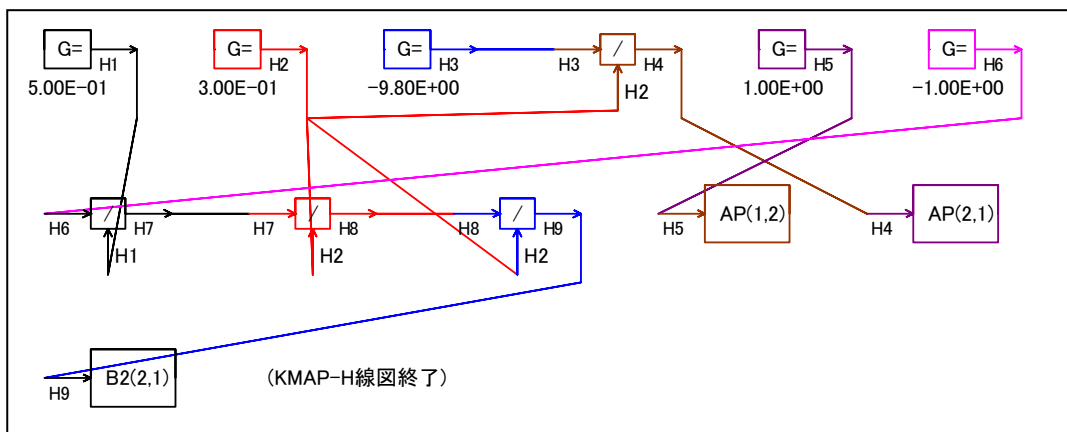 G= H1 G= H2 G= H3 H3 / H4 G= H5 G= H6
5.00E-01 3.00E-01 -9.80E+00 H2 1.00E+00 -1.00E+00
H6 / H7 H7 / H8 H8 / H9 H5 AP(1,2) H4 AP(2,1)
H1 H2 H2
H9 B2(2,1) (KMAP-H線図終了)